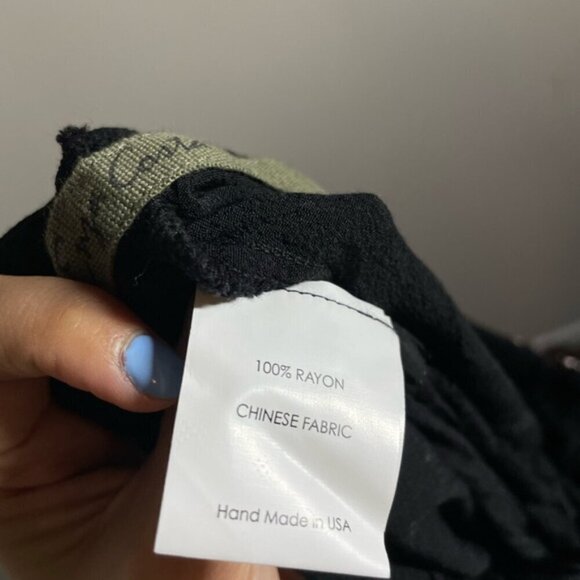 100% RAYON
CHINESE FABRIC
Hand Made in USA